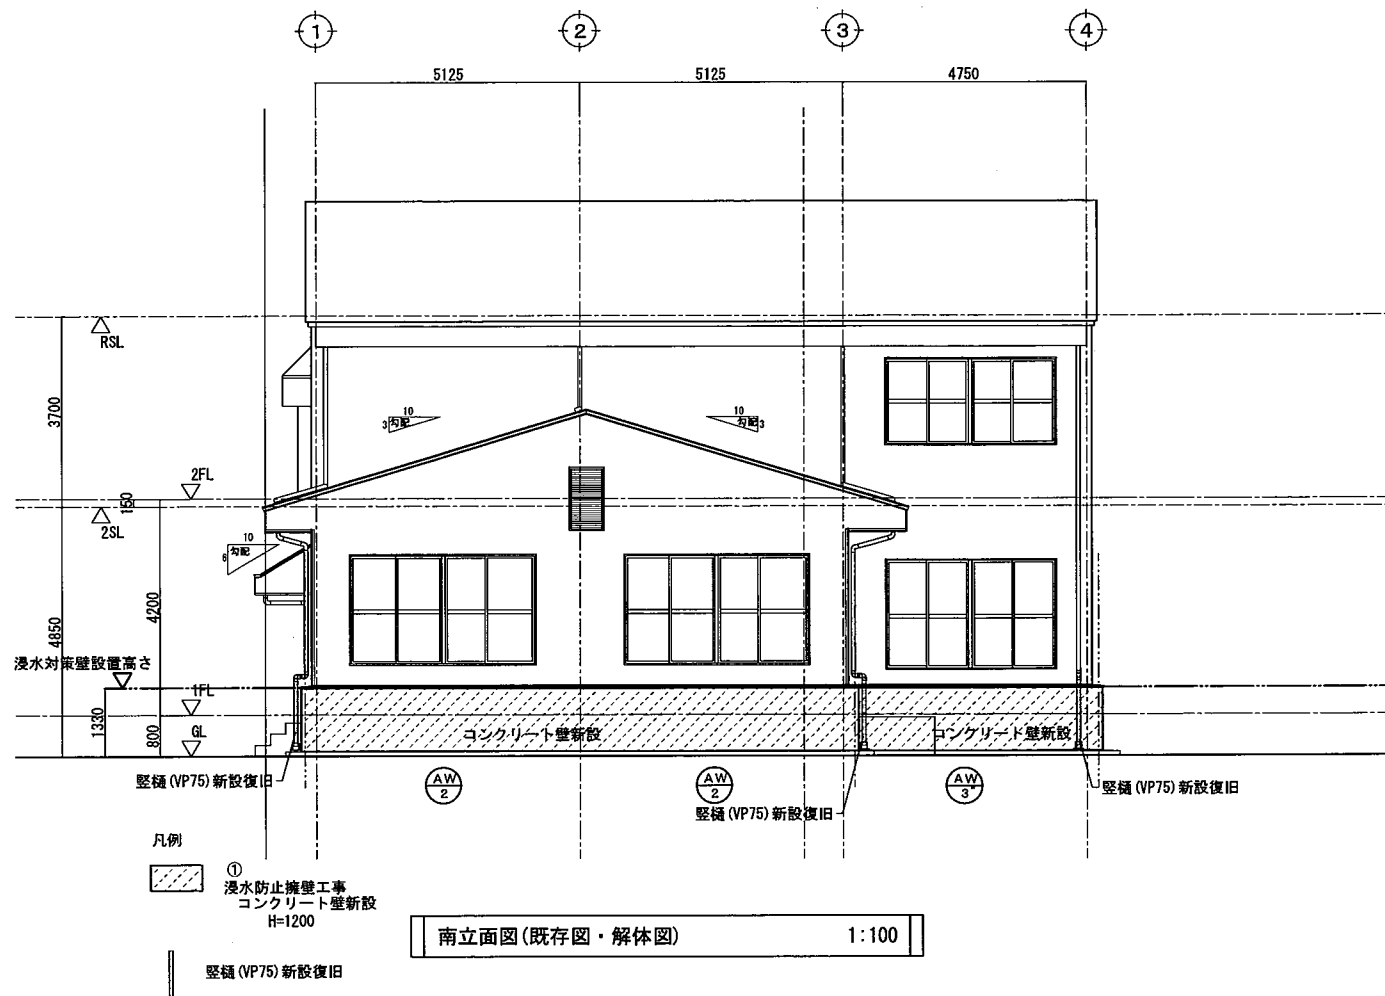 1 2 3 4
5125 5125 4750
RSL
3700
10
3 勾配
10
勾配 3
2FL
150
2SL
10
6 勾配
4200
4850
浸水対策壁設置高さ
1FL
1330
800
GL
コンクリート壁新設
コンクリート壁新設
竪樋(VP75)新設復旧
AW
2
AW
2
AW
3
竪樋(VP75)新設復旧
竪樋(VP75)新設復旧
凡例
①
浸水防止擁壁工事
コンクリート壁新設
H=1200
南立面図(既存図・解体図) 1:100
竪樋(VP75)新設復旧